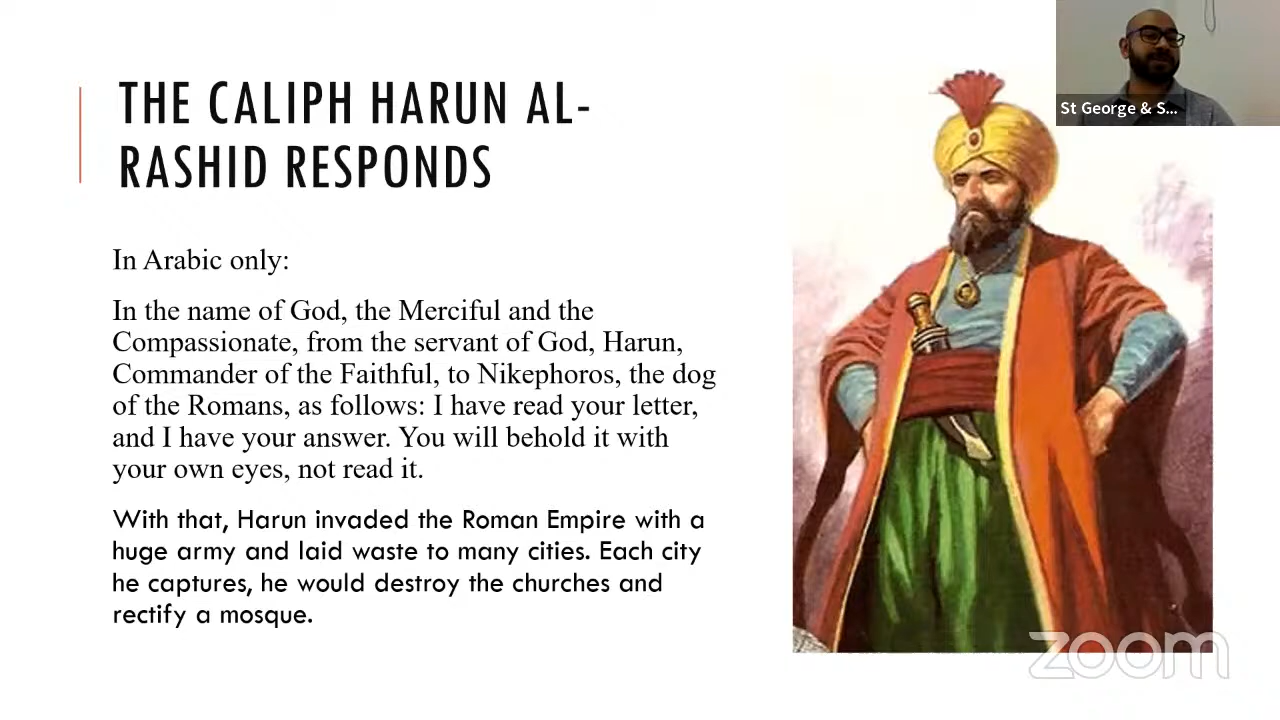 THE CALIPH HARUN AL-
RASHID RESPONDS
St George & S...
In Arabic only:
In the name of God, the Merciful and the
Compassionate, from the servant of God, Harun,
Commander of the Faithful, to Nikephoros, the dog
of the Romans, as follows: I have read your letter,
and I have your answer. You will behold it with
your own eyes, not read it.
With that, Harun invaded the Roman Empire with a
huge army and laid waste to many cities. Each city
he captures, he would destroy the churches and
rectify a mosque.
zoom